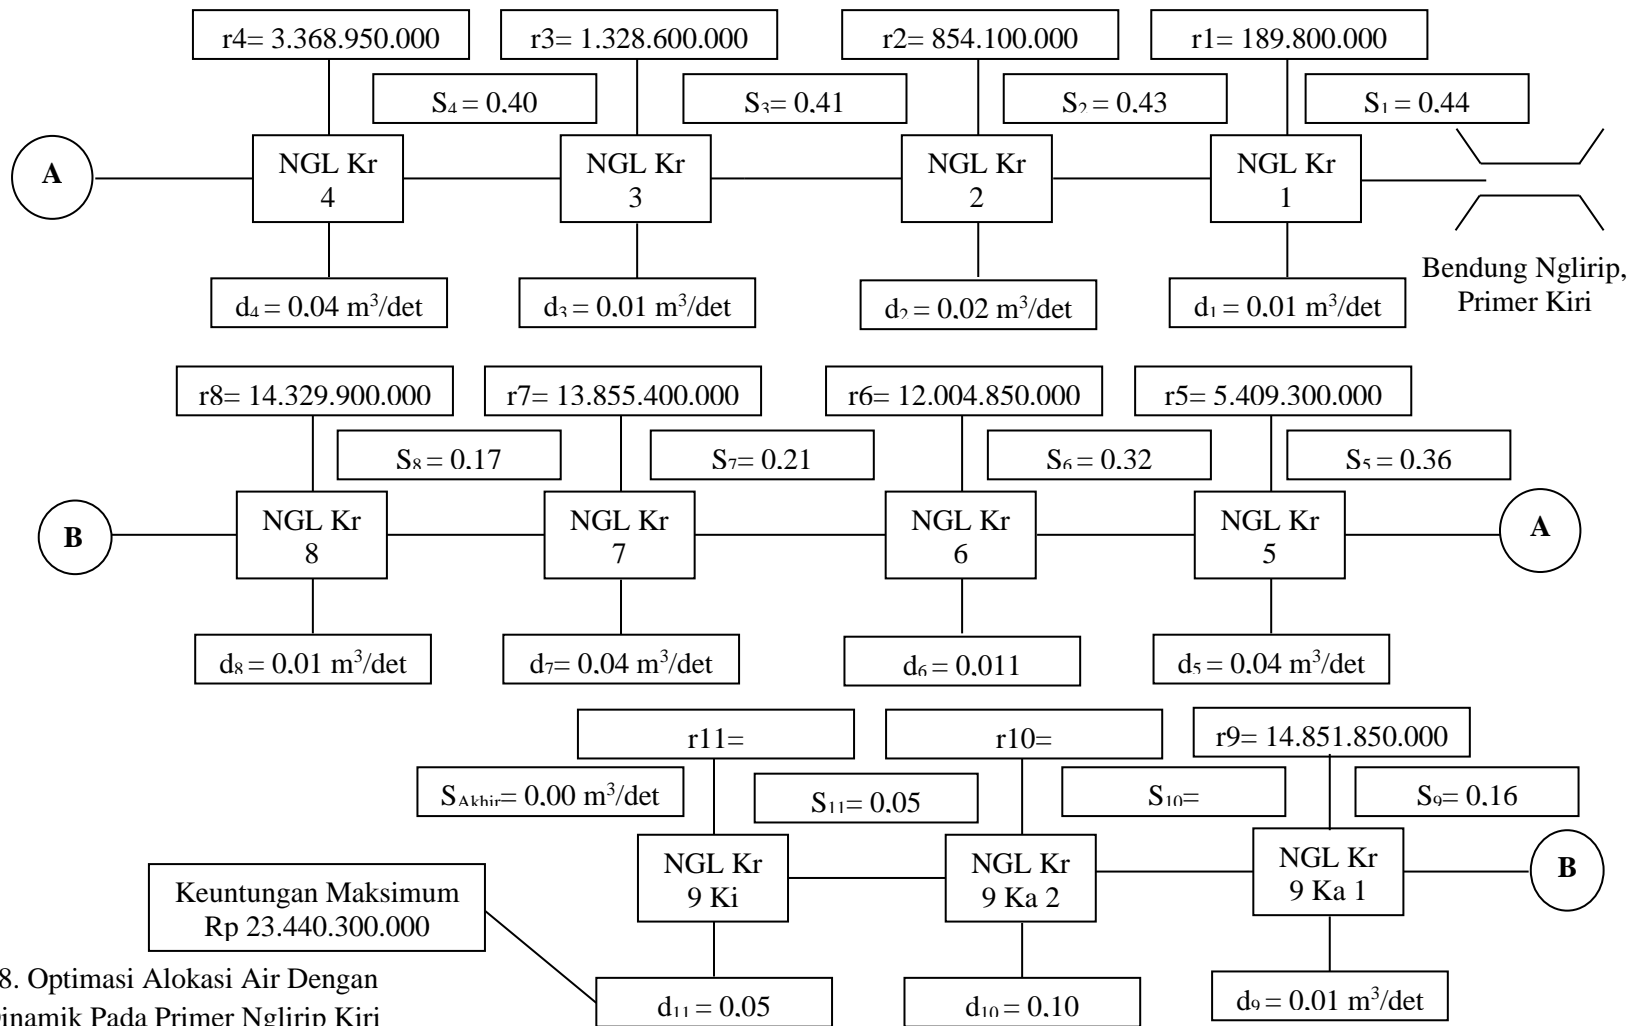 r4= 3.368.950.000
r3= 1.328.600.000
r2= 854.100.000
r1= 189.800.000
S₄ = 0,40
S₃= 0,41
S₂ = 0,43
S₁ = 0,44
A
NGL Kr
4
NGL Kr
3
NGL Kr
2
NGL Kr
1
Bendung Nglirip,
Primer Kiri
d₄ = 0,04 m³/det
d₃ = 0,01 m³/det
d₂ = 0,02 m³/det
d₁ = 0,01 m³/det
r8= 14.329.900.000
r7= 13.855.400.000
r6= 12.004.850.000
r5= 5.409.300.000
S₈ = 0,17
S₇= 0,21
S₆ = 0,32
S₅ = 0,36
B
NGL Kr
8
NGL Kr
7
NGL Kr
6
NGL Kr
5
A
d₈ = 0,01 m³/det
d₇= 0,04 m³/det
d₆ = 0,011
d₅ = 0,04 m³/det
r11=
r10=
r9= 14.851.850.000
S_Akhir= 0,00 m³/det
S₁₁= 0,05
S₁₀=
S₉= 0,16
NGL Kr
9 Ki
NGL Kr
9 Ka 2
NGL Kr
9 Ka 1
B
Keuntungan Maksimum
Rp 23.440.300.000
d₁₁ = 0,05
d₁₀ = 0,10
d₉ = 0,01 m³/det
8. Optimasi Alokasi Air Dengan
Dinamik Pada Primer Nglirip Kiri